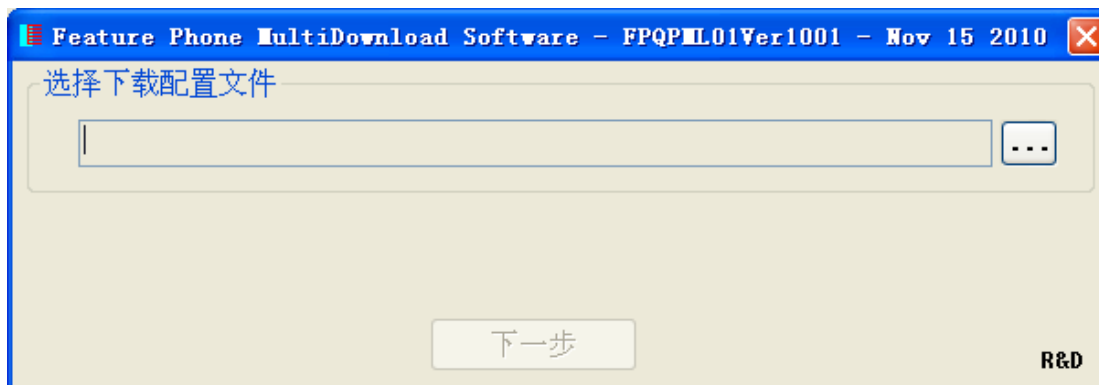 Feature Phone MultiDownload Software - FPQPML01Ver1001 - Nov 15 2010
选择下载配置文件
...
下一步
R&D